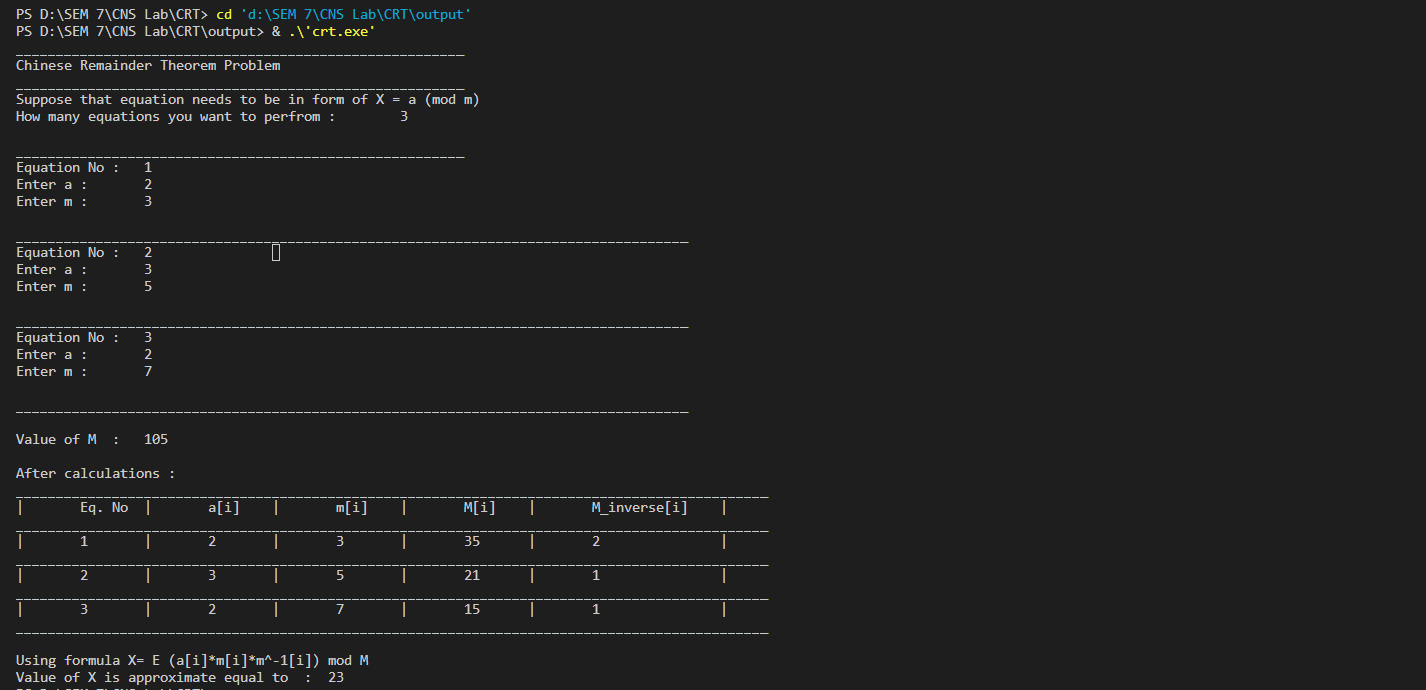 PS D:\SEM 7\CNS Lab\CRT> cd 'd:\SEM 7\CNS Lab\CRT\output'
PS D:\SEM 7\CNS Lab\CRT\output> & .\'crt.exe'
Chinese Remainder Theorem Problem
Suppose that equation needs to be in form of X = a (mod m)
How many equations you want to perfrom : 3
Equation No : 1
Enter a : 2
Enter m : 3
Equation No : 2
Enter a : 3
Enter m : 5
Equation No : 3
Enter a : 2
Enter m : 7
Value of M : 105
After calculations :
| Eq. No | a[i] | m[i] | M[i] | M_inverse[i] |
| 1 | 2 | 3 | 35 | 2 |
| 2 | 3 | 5 | 21 | 1 |
| 3 | 2 | 7 | 15 | 1 |
Using formula X= E (a[i]*m[i]*m^-1[i]) mod M
Value of X is approximate equal to : 23